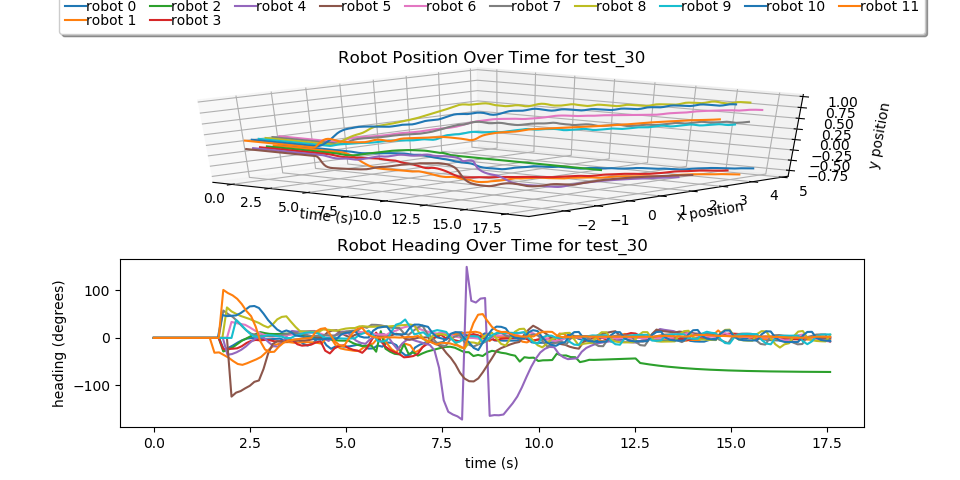 robot 0 robot 2 robot 4 robot 5 robot 6 robot 7 robot 8 robot 9 robot 10 robot 11
robot 1 robot 3
Robot Position Over Time for test_30
1.00
0.75
0.50
0.25
0.00
−0.25
−0.50
−0.75
y position
0.0 2.5 5.0 7.5 10.0 12.5 15.0 17.5
time (s)
−2 −1 0 1 2 3 4 5
x position
Robot Heading Over Time for test_30
100
0
−100
heading (degrees)
0.0 2.5 5.0 7.5 10.0 12.5 15.0 17.5
time (s)